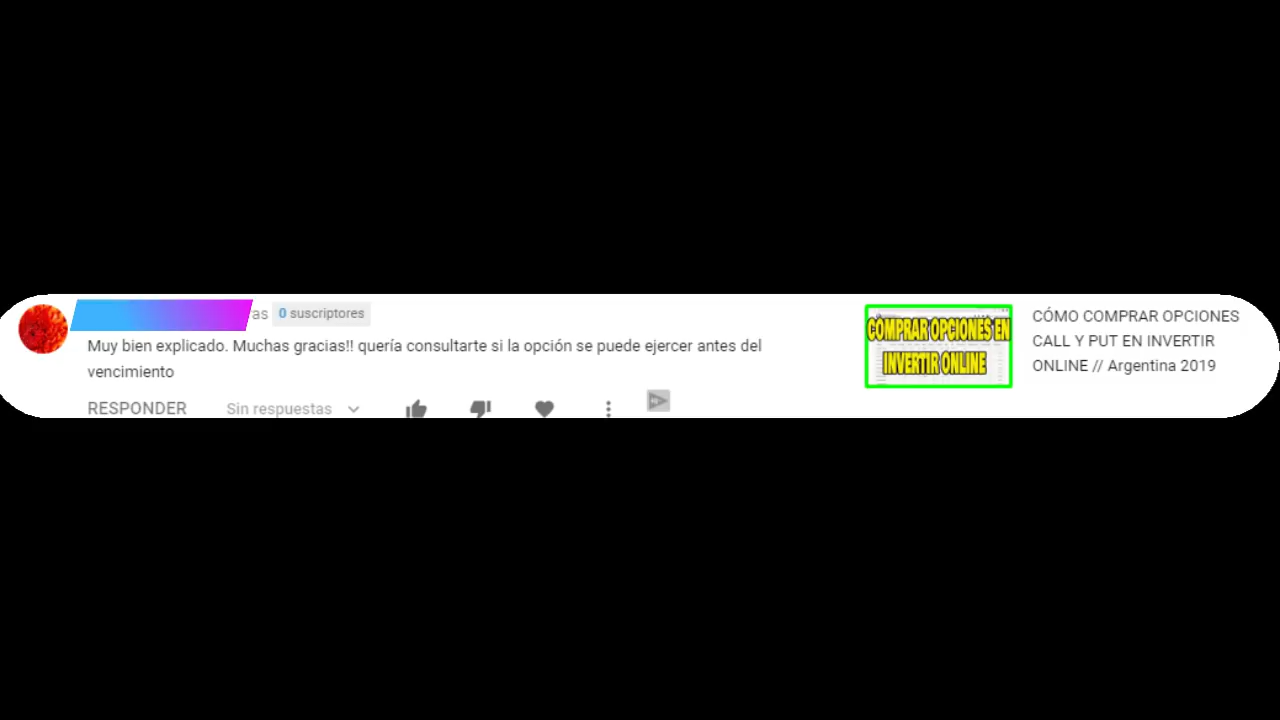 as 0 suscriptores
Muy bien explicado. Muchas gracias!! quería consultarte si la opción se puede ejercer antes del
vencimiento
RESPONDER Sin respuestas
COMPRAR OPCIONES EN
INVERTIR ONLINE
CÓMO COMPRAR OPCIONES
CALL Y PUT EN INVERTIR
ONLINE // Argentina 2019